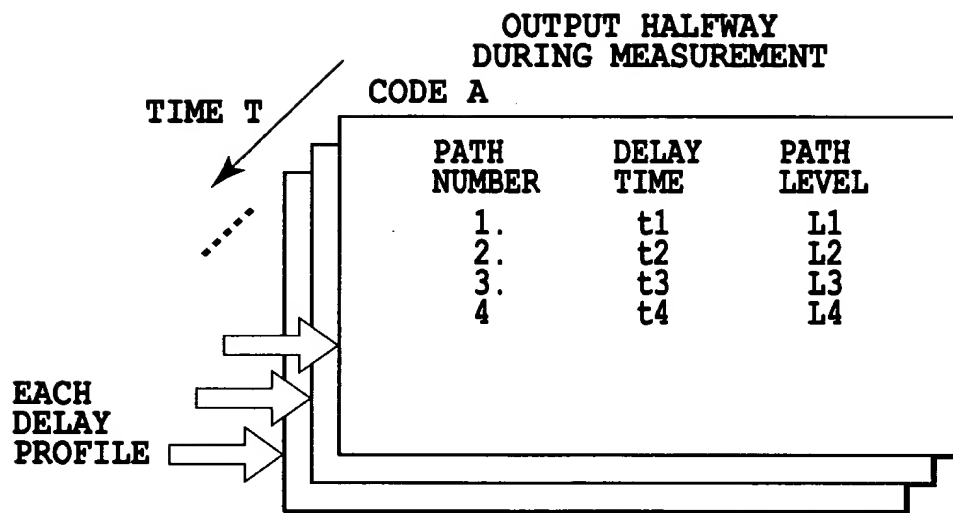 OUTPUT HALFWAY
DURING MEASUREMENT
TIME T
CODE A
PATH NUMBER DELAY TIME PATH LEVEL
1. t1 L1
2. t2 L2
3. t3 L3
4 t4 L4
EACH
DELAY
PROFILE